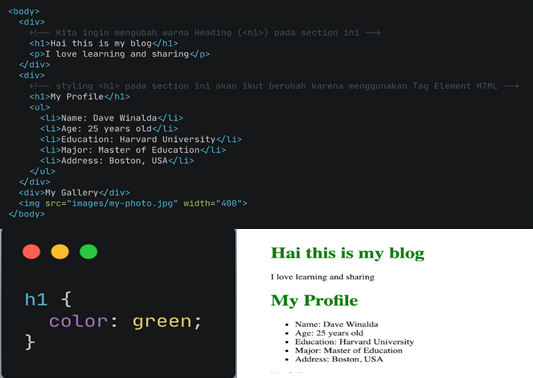 <body>
<div>
<!-- Kita ingin mengubah warna Heading (<h1>) pada section ini -->
<h1>Hai this is my blog</h1>
<p>I love learning and sharing</p>
</div>
<div>
<!-- styling <h1> pada section ini akan ikut berubah karena menggunakan Tag Element HTML -->
<h1>My Profile</h1>
<ul>
<li>Name: Dave Winalda</li>
<li>Age: 25 years old</li>
<li>Education: Harvard University</li>
<li>Major: Master of Education</li>
<li>Address: Boston, USA</li>
</ul>
</div>
<div>My Gallery</div>
<img src="images/my-photo.jpg" width="400">
</body>
h1 {
color: green;
}
Hai this is my blog
I love learning and sharing
My Profile
Name: Dave Winalda
Age: 25 years old
Education: Harvard University
Major: Master of Education
Address: Boston, USA